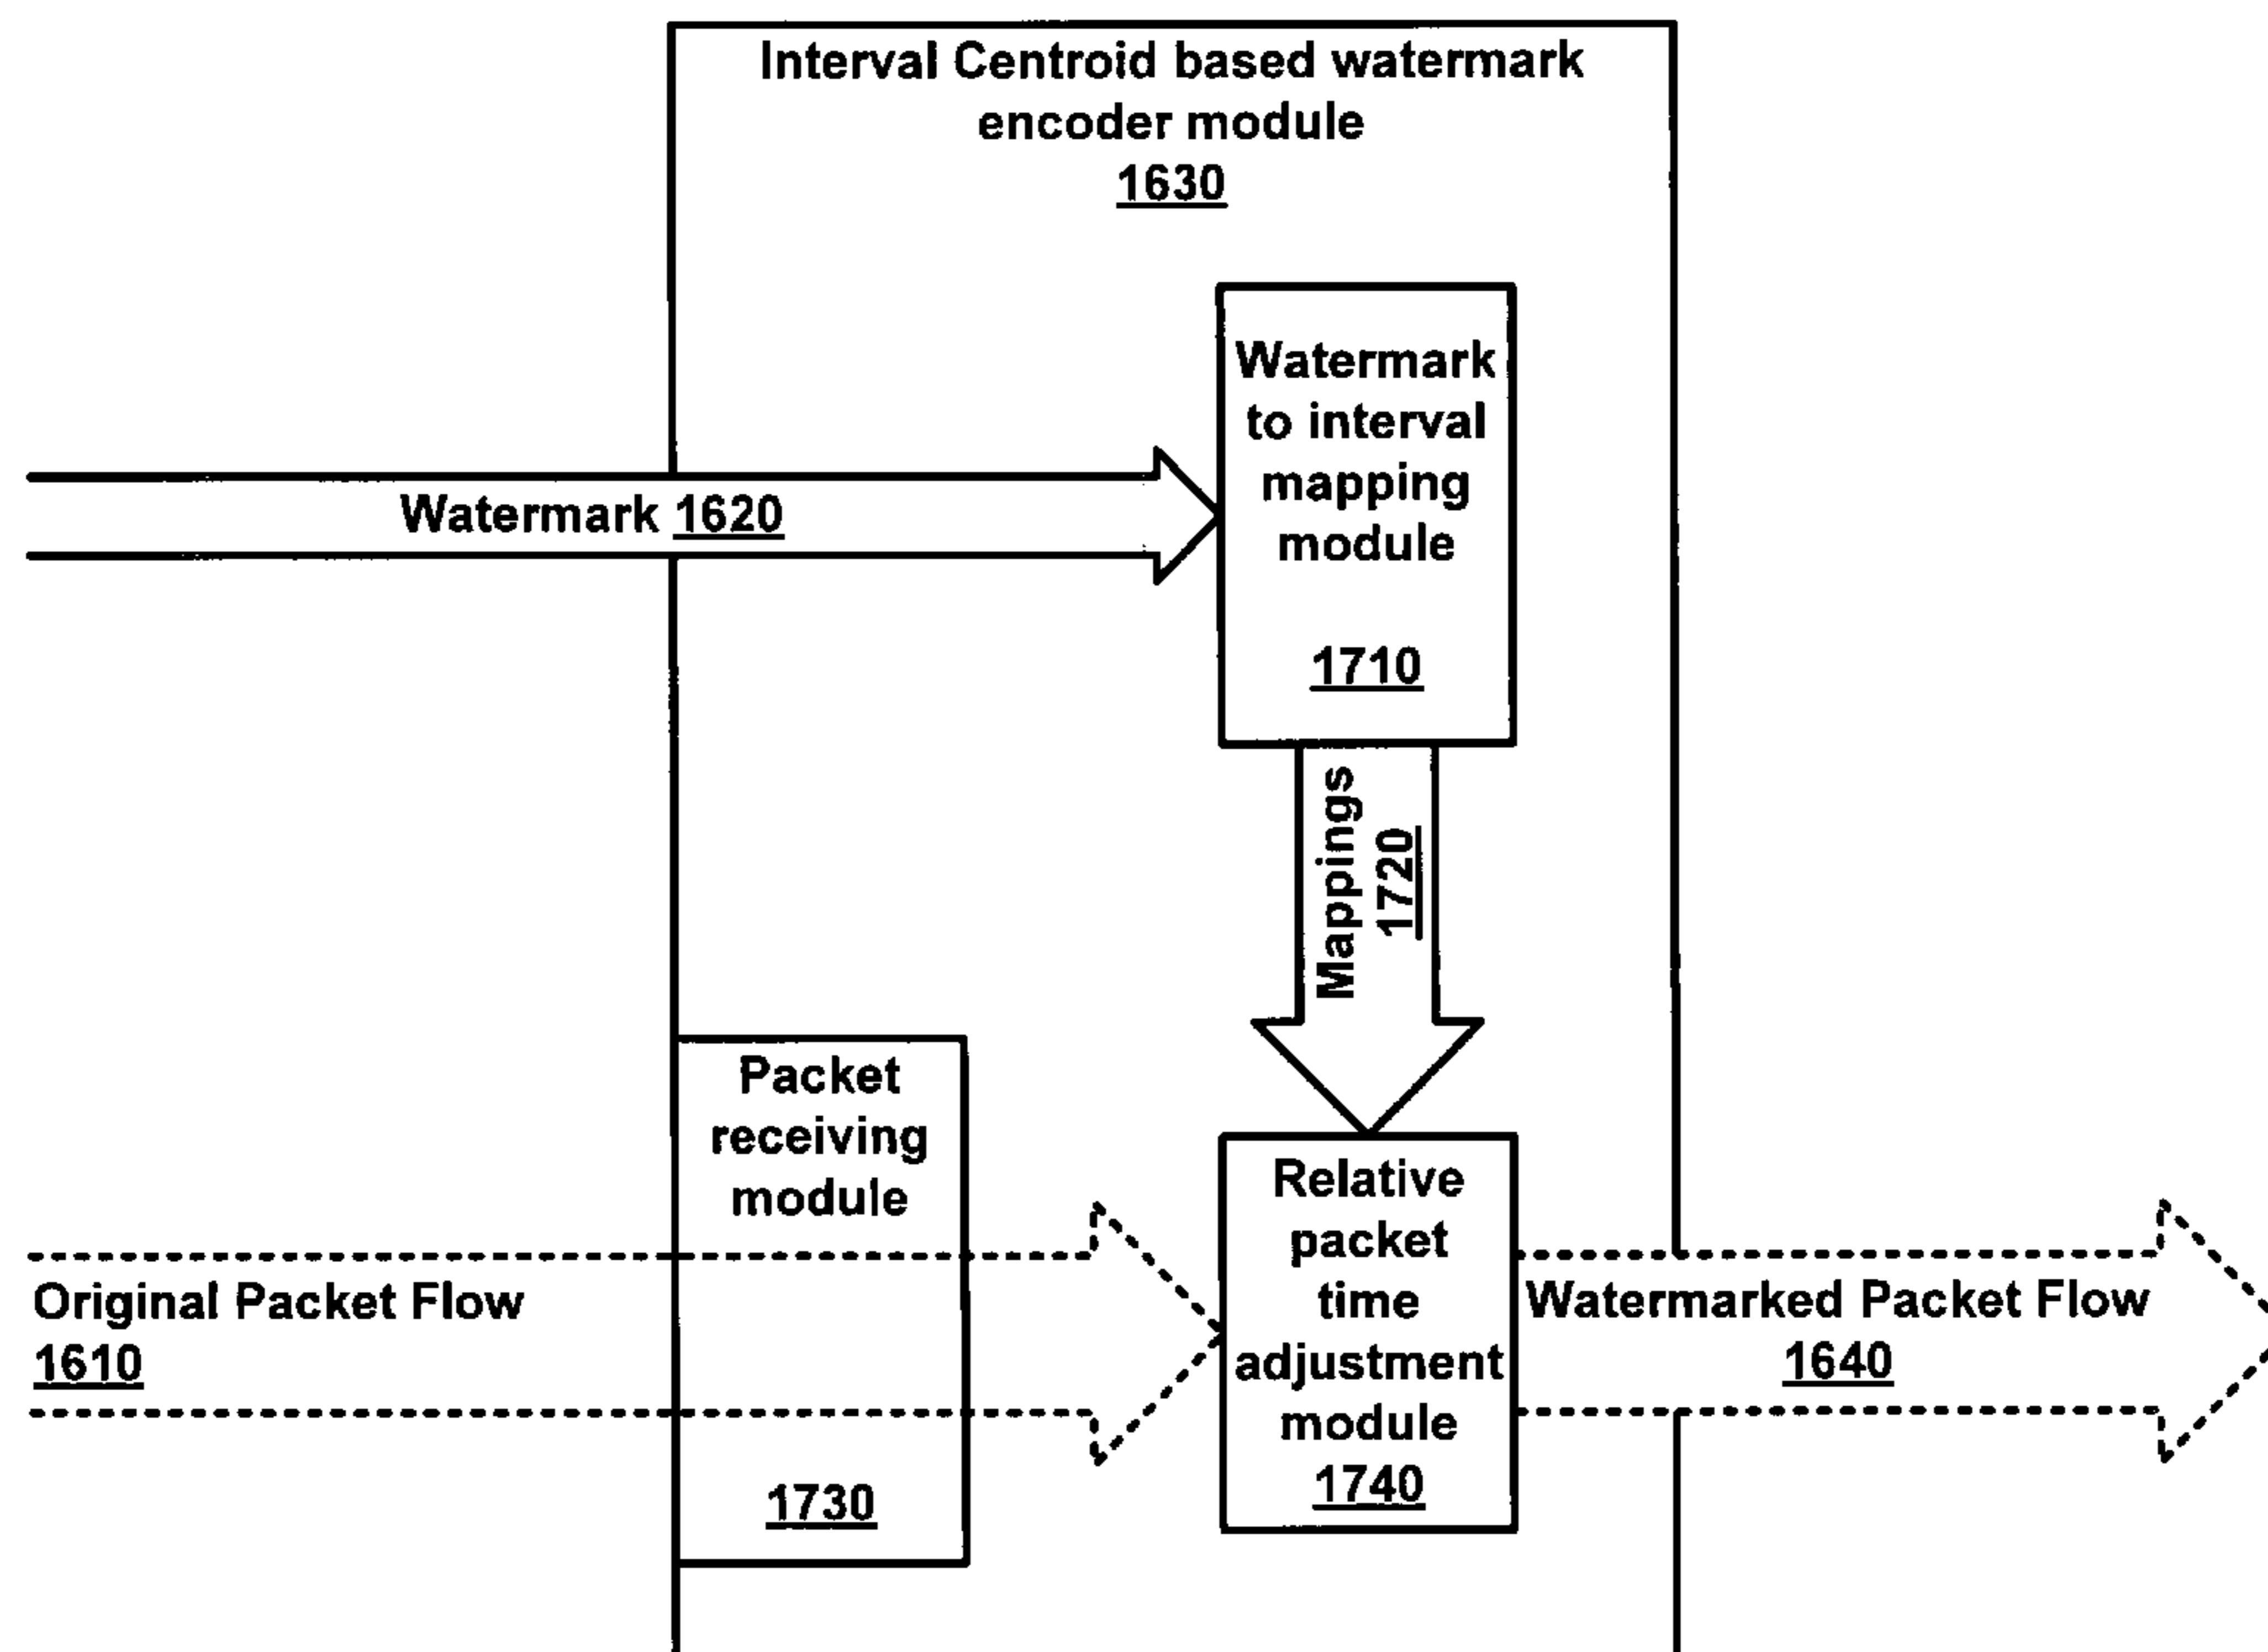 Interval Centroid based watermark
encoder module
1630
Watermark
to interval
mapping
module
1710
Watermark 1620
Mappings
1720
Packet
receiving
module
1730
Original Packet Flow
1610
Relative
packet
time
adjustment
module
1740
Watermarked Packet Flow
1640